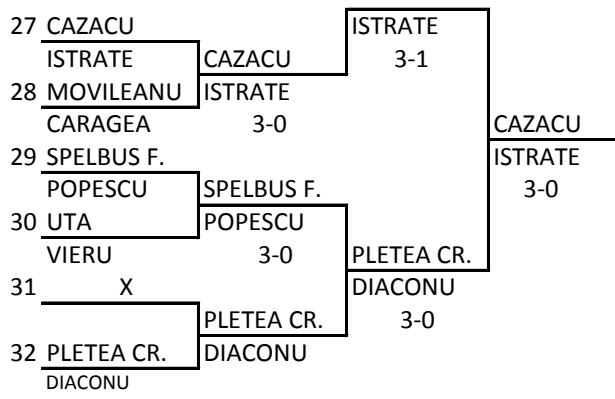 27 CAZACU ISTRATE
ISTRATE CAZACU 3-1
28 MOVILEANU ISTRATE
CARAGEA 3-0 CAZACU
29 SPELBUS F. ISTRATE
POPESCU SPELBUS F. 3-0
30 UTA POPESCU
VIERU 3-0 PLETEA CR.
31 X DIACONU
PLETEA CR. 3-0
32 PLETEA CR. DIACONU
DIACONU